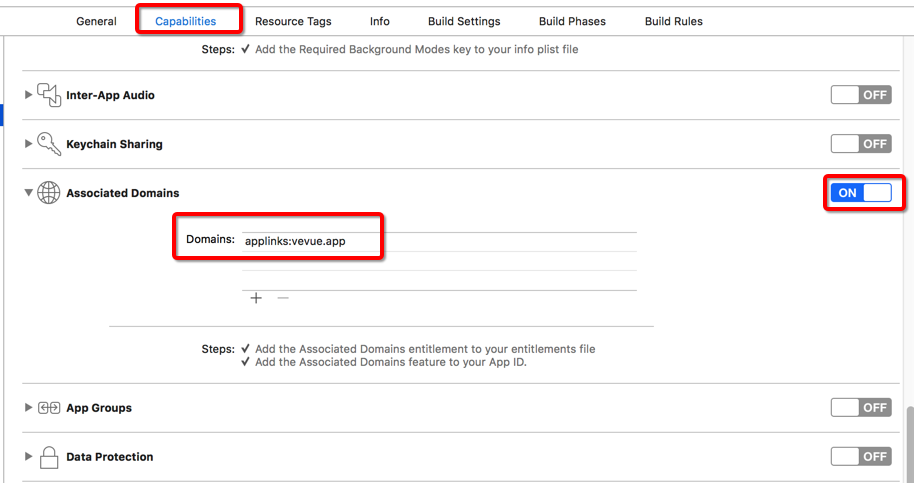 General Capabilities Resource Tags Info Build Settings Build Phases Build Rules
Steps: ✓ Add the Required Background Modes key to your info plist file
Inter-App Audio OFF
Keychain Sharing OFF
Associated Domains ON
Domains: applinks:vevue.app
+ −
Steps: ✓ Add the Associated Domains entitlement to your entitlements file
✓ Add the Associated Domains feature to your App ID.
App Groups OFF
Data Protection OFF